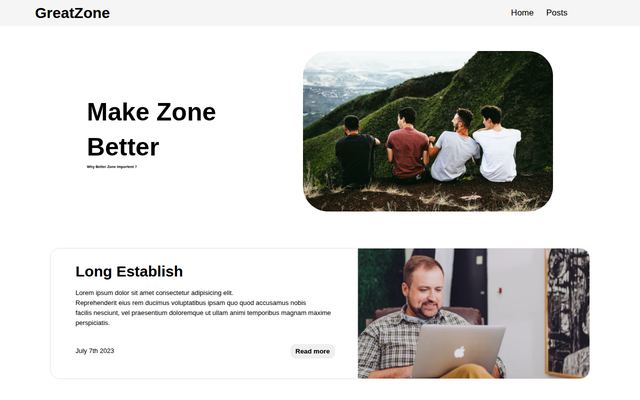 GreatZone
Home Posts
Make Zone
Better
Why Better Zone Important ?
Long Establish
Lorem ipsum dolor sit amet consectetur adipisicing elit.
Reprehenderit eius rem ducimus voluptatibus ipsam quo quod accusamus nobis
facilis nesciunt, vel praesentium doloremque ut ullam animi temporibus magnam maxime
perspiciatis.
July 7th 2023
Read more